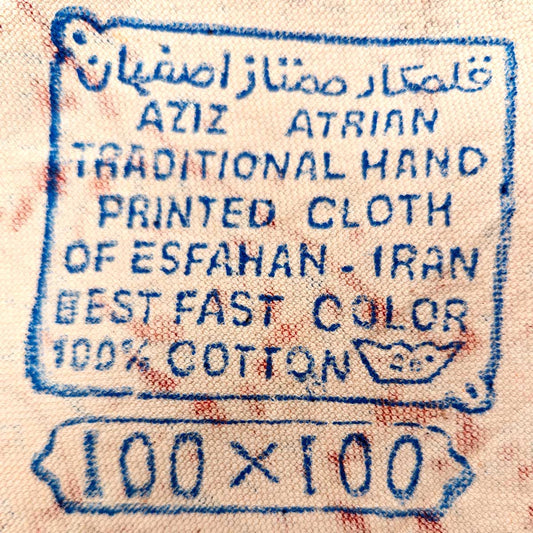 قلمکار ممتاز اصفهان
AZIZ ATRIAN
TRADITIONAL HAND
PRINTED CLOTH
OF ESFAHAN - IRAN
BEST FAST COLOR
100% COTTON
100×100